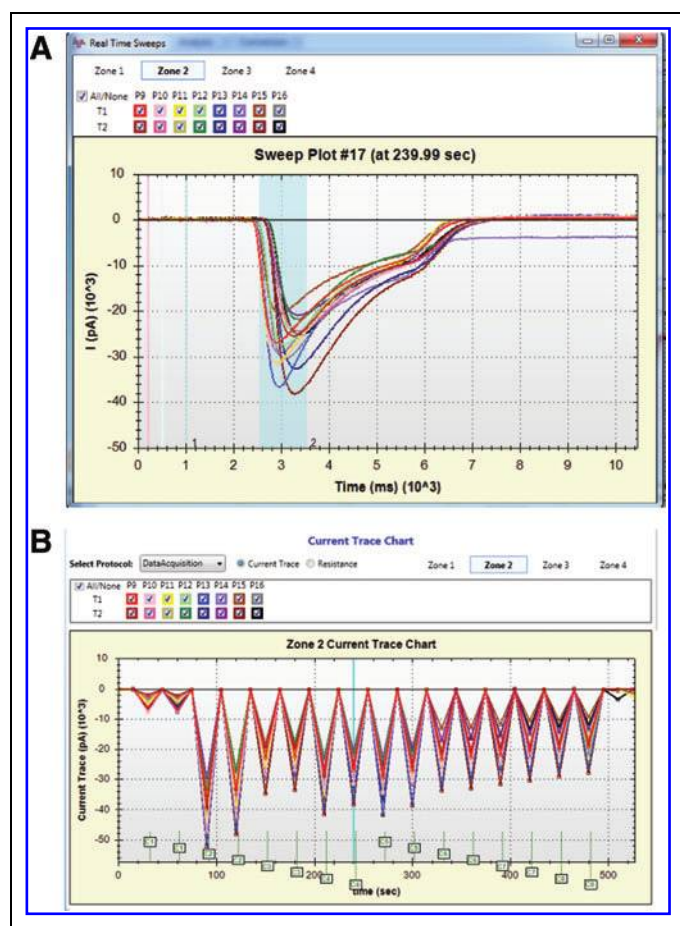 A
Real Time Sweeps
Zone 1 Zone 2 Zone 3 Zone 4
All/None P9 P10 P11 P12 P13 P14 P15 P16
T1
T2
Sweep Plot #17 (at 239.99 sec)
I (pA) (10^3)
10
0
-10
-20
-30
-40
-50
1 2
0 1 2 3 4 5 6 7 8 9 10
Time (ms) (10^3)
B
Current Trace Chart
Select Protocol: DataAcquisition Current Trace Resistance Zone 1 Zone 2 Zone 3 Zone 4
All/None P9 P10 P11 P12 P13 P14 P15 P16
T1
T2
Zone 2 Current Trace Chart
Current Trace (pA) (10^3)
10
0
-10
-20
-30
-40
-50
0 100 200 300 400 500
time (sec)